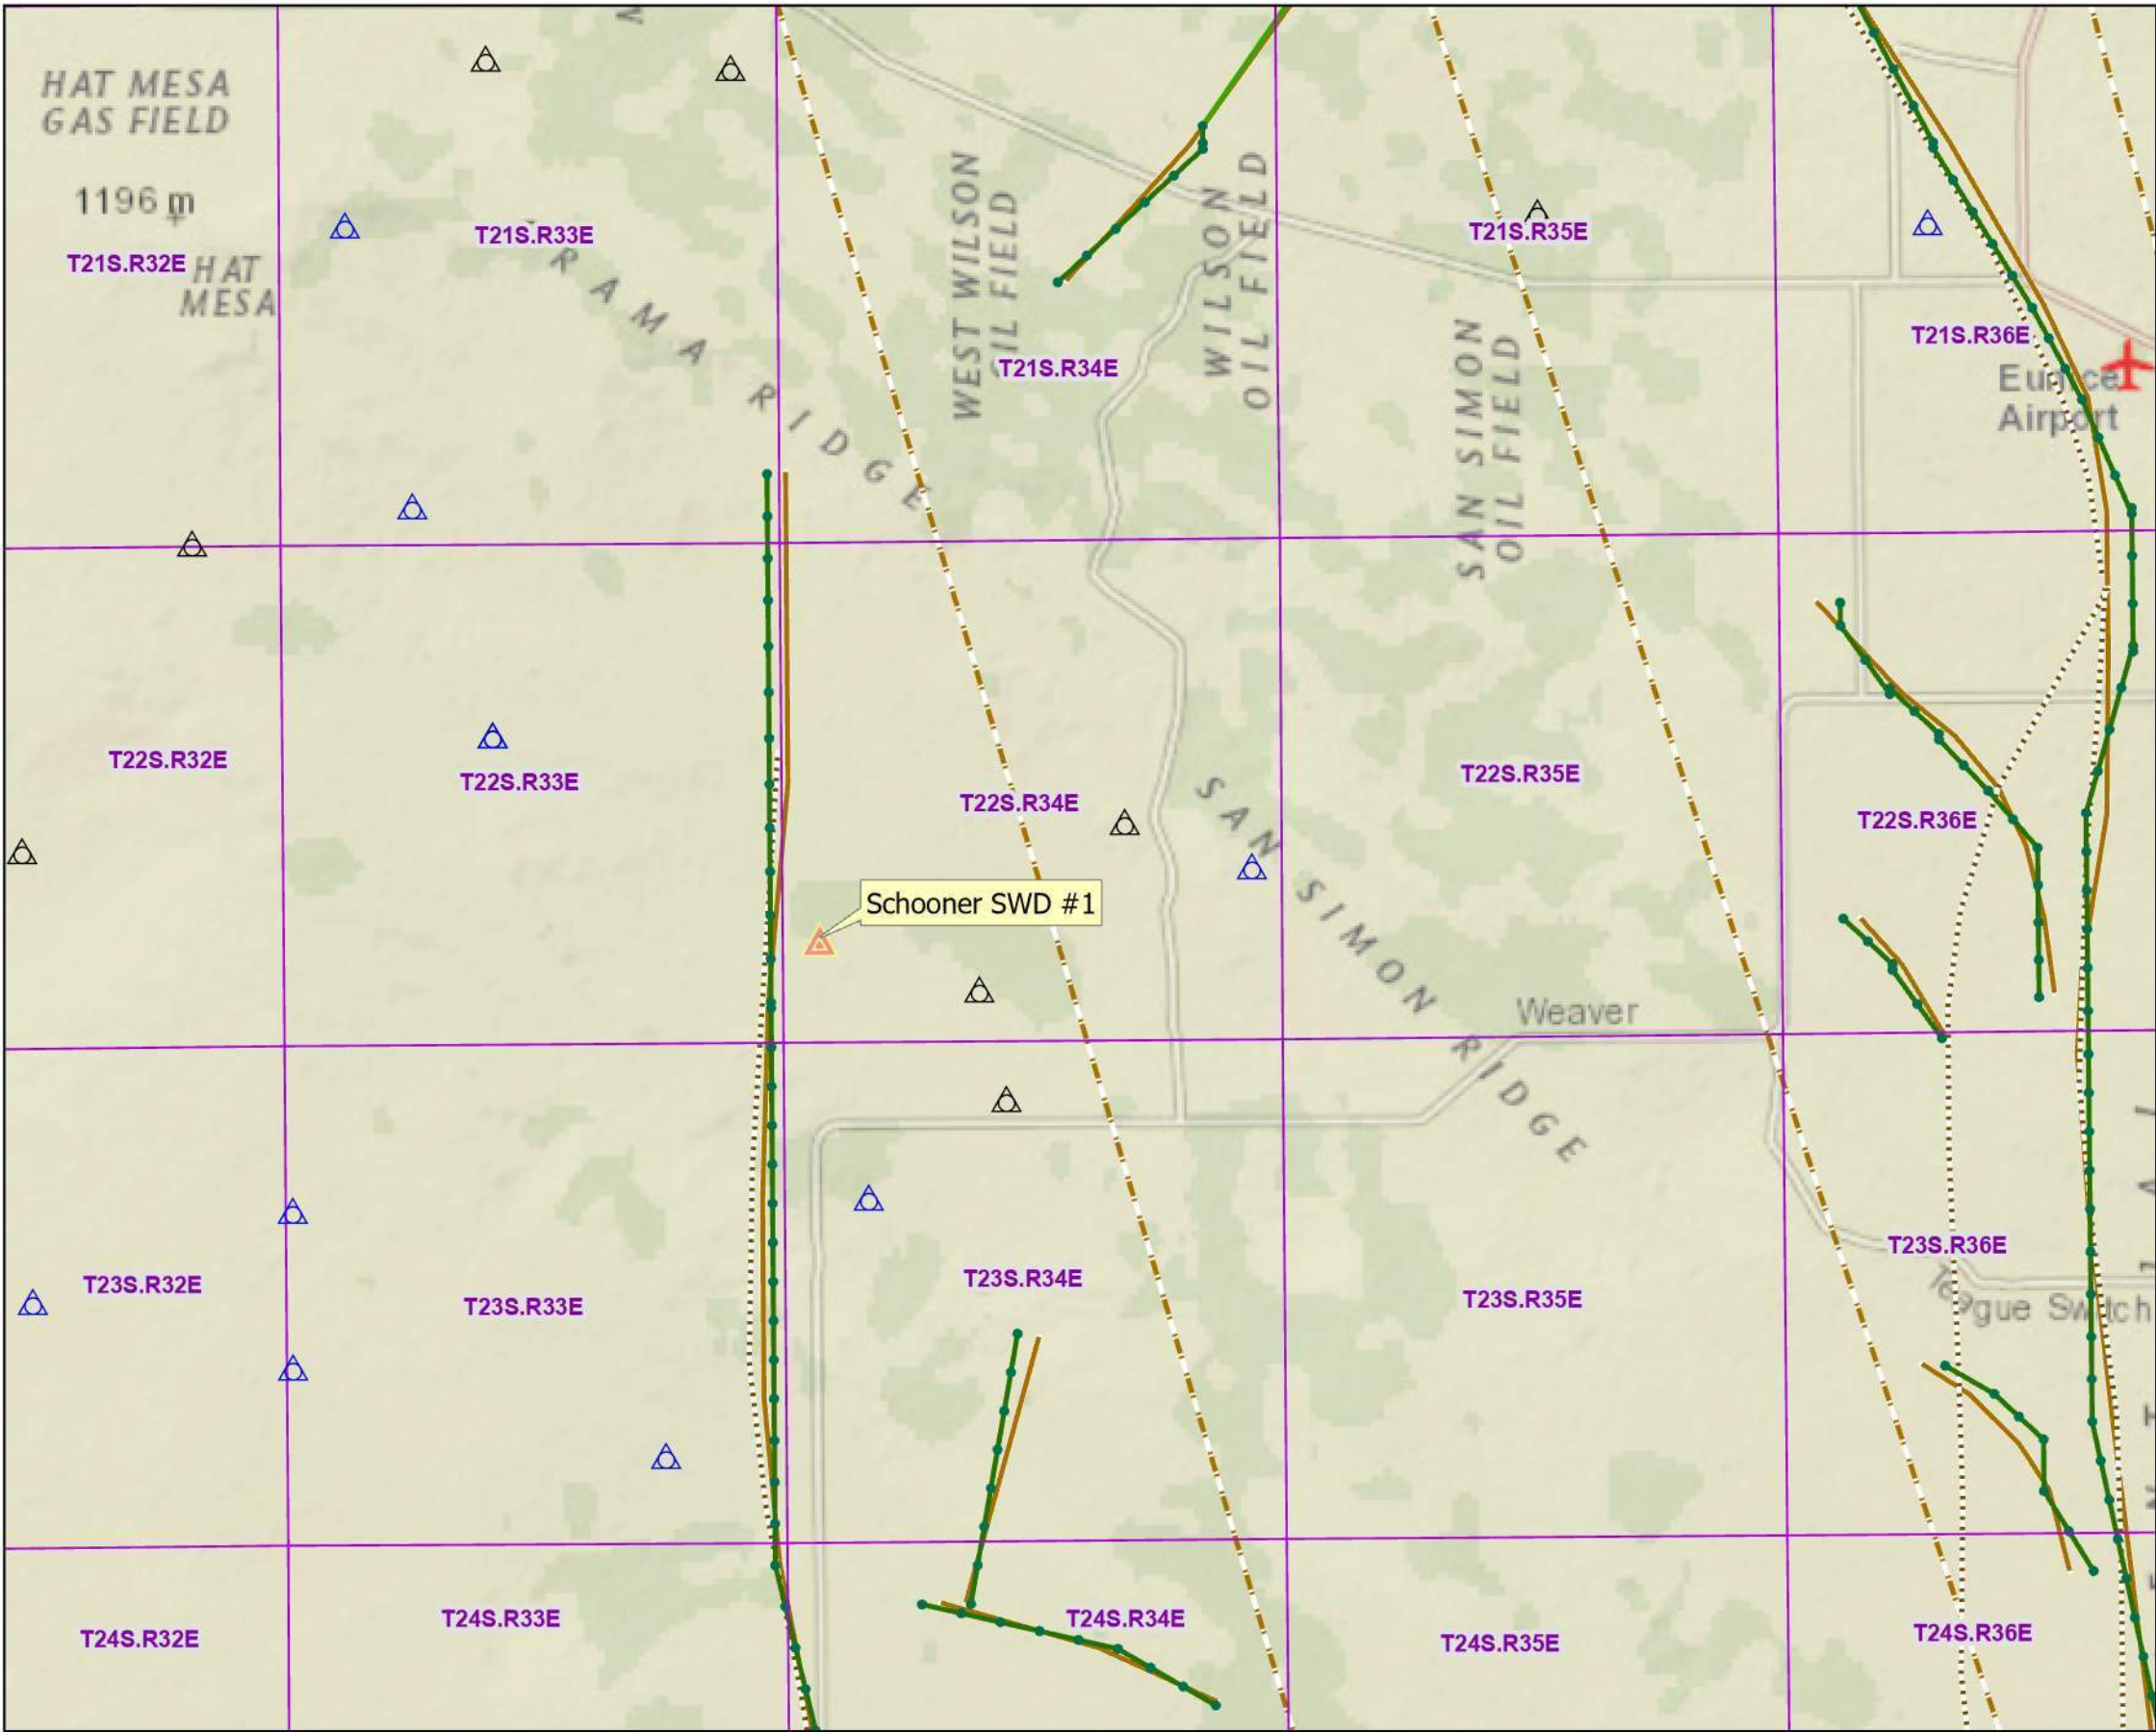 HAT MESA
GAS FIELD
1196 m
T21S.R32E
HAT
MESA
T21S.R33E
RAMA RIDGE
WEST WILSON
OIL FIELD
T21S.R34E
WILSON
OIL FIELD
SAN SIMON
OIL FIELD
T21S.R35E
T21S.R36E
Eunice
Airport
T22S.R32E
T22S.R33E
T22S.R34E
T22S.R35E
T22S.R36E
Schooner SWD #1
SAN SIMON RIDGE
Weaver
T23S.R32E
T23S.R33E
T23S.R34E
T23S.R35E
T23S.R36E
Teague Switch
T24S.R32E
T24S.R33E
T24S.R34E
T24S.R35E
T24S.R36E